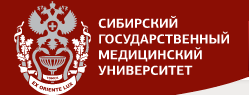 СИБИРСКИЙ
ГОСУДАРСТВЕННЫЙ
МЕДИЦИНСКИЙ
УНИВЕРСИТЕТ
EX ORIENTE LUX